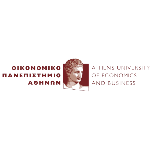 ΟΙΚΟΝΟΜΙΚΟ
ΠΑΝΕΠΙΣΤΗΜΙΟ
ΑΘΗΝΩΝ
ATHENS UNIVERSITY
OF ECONOMICS
AND BUSINESS